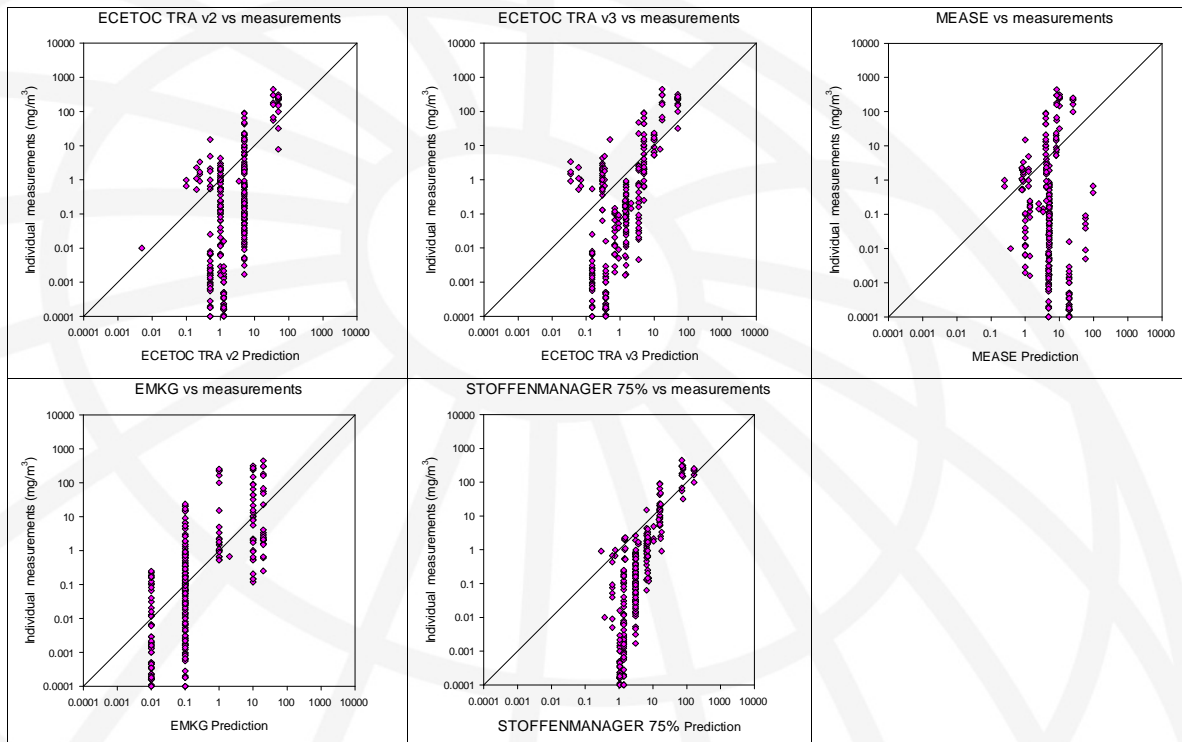 ECETOC TRA v2 vs measurements
Individual measurements (mg/m³)
10000
1000
100
10
1
0.1
0.01
0.001
0.0001
0.0001 0.001 0.01 0.1 1 10 100 1000 10000
ECETOC TRA v2 Prediction
ECETOC TRA v3 vs measurements
Individual measurements (mg/m³)
10000
1000
100
10
1
0.1
0.01
0.001
0.0001
0.0001 0.001 0.01 0.1 1 10 100 1000 10000
ECETOC TRA v3 Prediction
MEASE vs measurements
Individual measurements (mg/m³)
10000
1000
100
10
1
0.1
0.01
0.001
0.0001
0.0001 0.001 0.01 0.1 1 10 100 1000 10000
MEASE Prediction
EMKG vs measurements
Individual measurements (mg/m³)
10000
1000
100
10
1
0.1
0.01
0.001
0.0001
0.0001 0.001 0.01 0.1 1 10 100 1000 10000
EMKG Prediction
STOFFENMANAGER 75% vs measurements
Individual measurements (mg/m³)
10000
1000
100
10
1
0.1
0.01
0.001
0.0001
0.0001 0.001 0.01 0.1 1 10 100 1000 10000
STOFFENMANAGER 75% Prediction